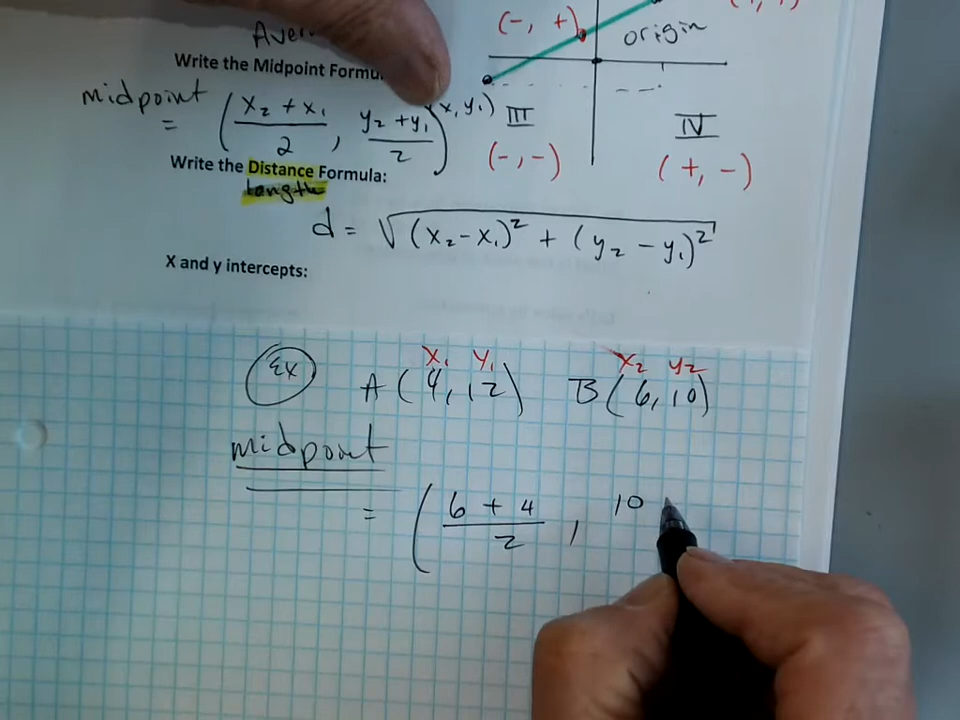 (-, +)
origin
Write the Midpoint
midpoint
= ( x₂ + x₁ / 2 , y₂ + y₁ / 2 )
x, y₁)
III
IV
(-, -)
(+, -)
Write the Distance Formula:
Length
d = √(x₂ - x₁)² + (y₂ - y₁)²
X and y intercepts:
Ex
x₁ y₁ x₂ y₂
A (4, 12) B (6, 10)
midpoint
= ( 6 + 4 / 2 , 10